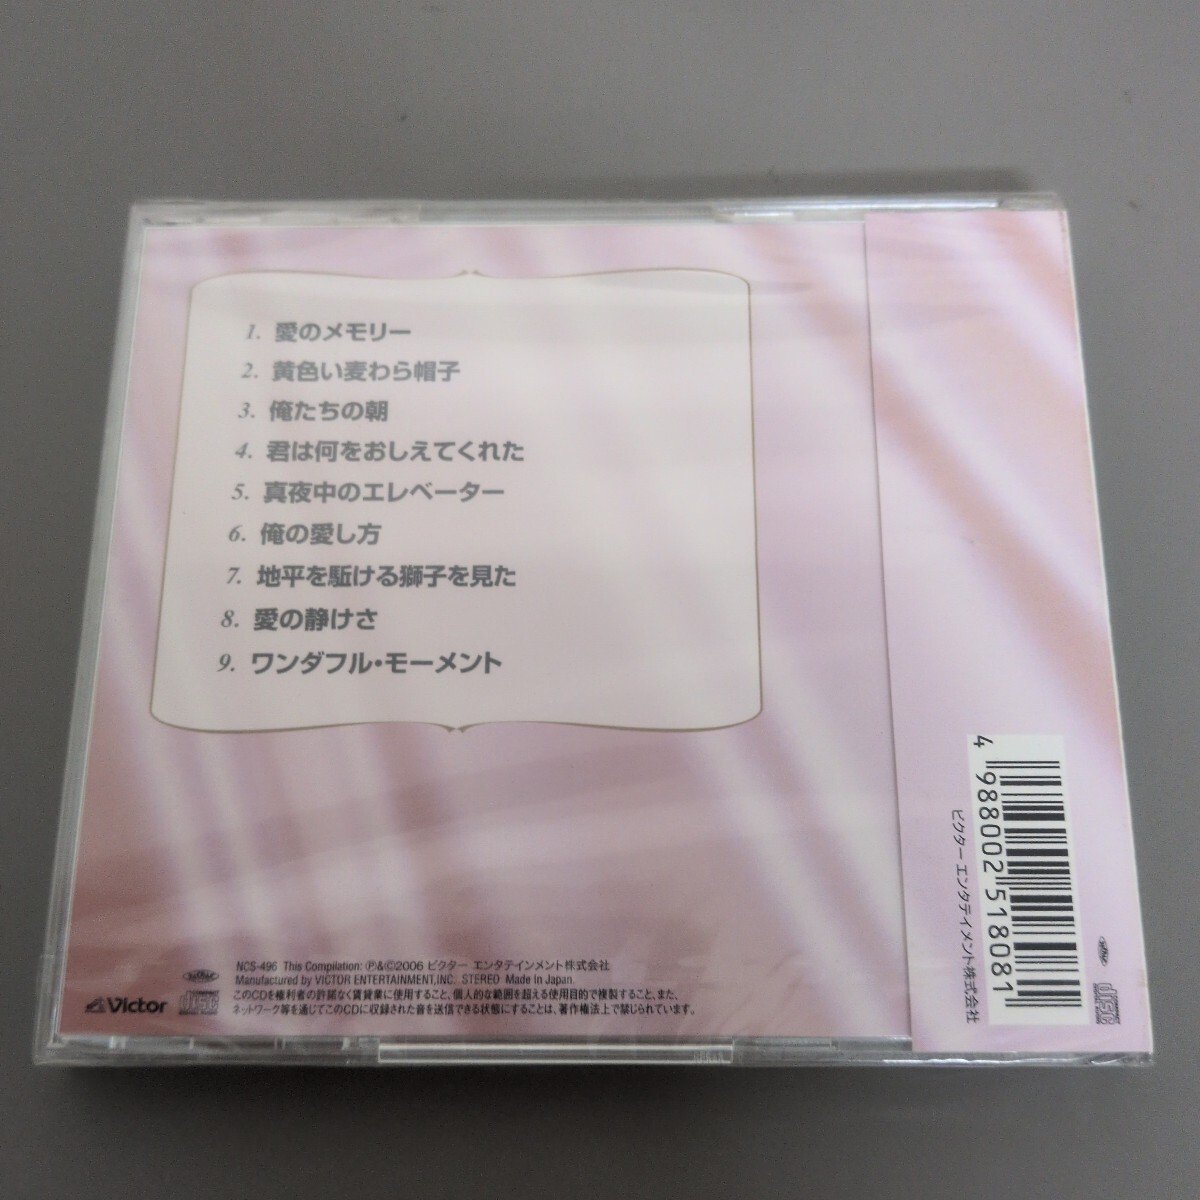 1. 愛のメモリー
2. 黄色い麦わら帽子
3. 俺たちの朝
4. 君は何をおしえてくれた
5. 真夜中のエレベーター
6. 俺の愛し方
7. 地平を駈ける獅子を見た
8. 愛の静けさ
9. ワンダフル・モーメント
NCS-496 This Compilation: Ⓟ&©2006 ビクター エンタテインメント株式会社
Manufactured by VICTOR ENTERTAINMENT,INC. STEREO Made in Japan.
このCDを権利者の許諾なく賃貸業に使用すること、個人的な範囲を超える使用目的で複製すること、また、
ネットワーク等を通じてこのCDに収録された音を送信できる状態にすることは、著作権法上で禁じられています。
Victor
4 988002 518081
ビクター エンタテイメント株式会社